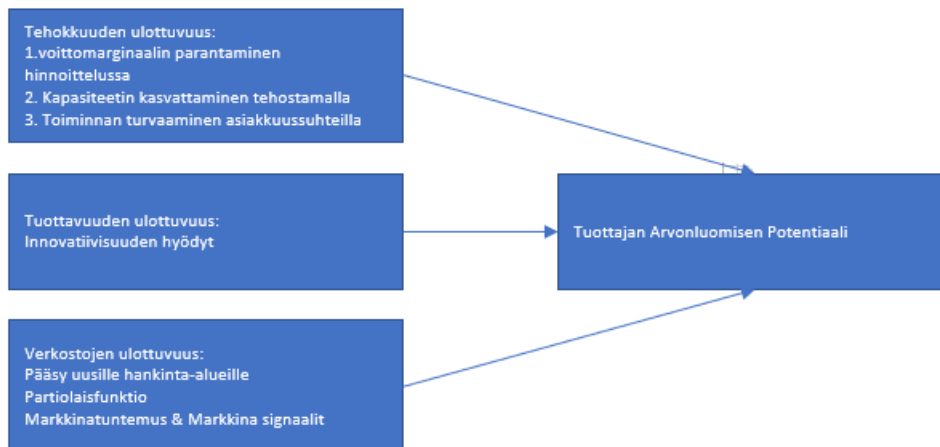 Tehokkuuden ulottuvuus:
1.voittomarginaalin parantaminen
hinnoittelussa
2. Kapasiteetin kasvattaminen tehostamalla
3. Toiminnan turvaaminen asiakkuussuhteilla
Tuottavuuden ulottuvuus:
Innovatiivisuuden hyödyt
Tuottajan Arvonluomisen Potentiaali
Verkostojen ulottuvuus:
Pääsy uusille hankinta-alueille
Partiolaisfunktio
Markkinatuntemus & Markkina signaalit